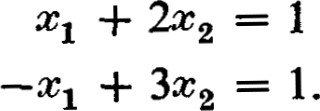 x₁ + 2x₂ = 1
−x₁ + 3x₂ = 1.